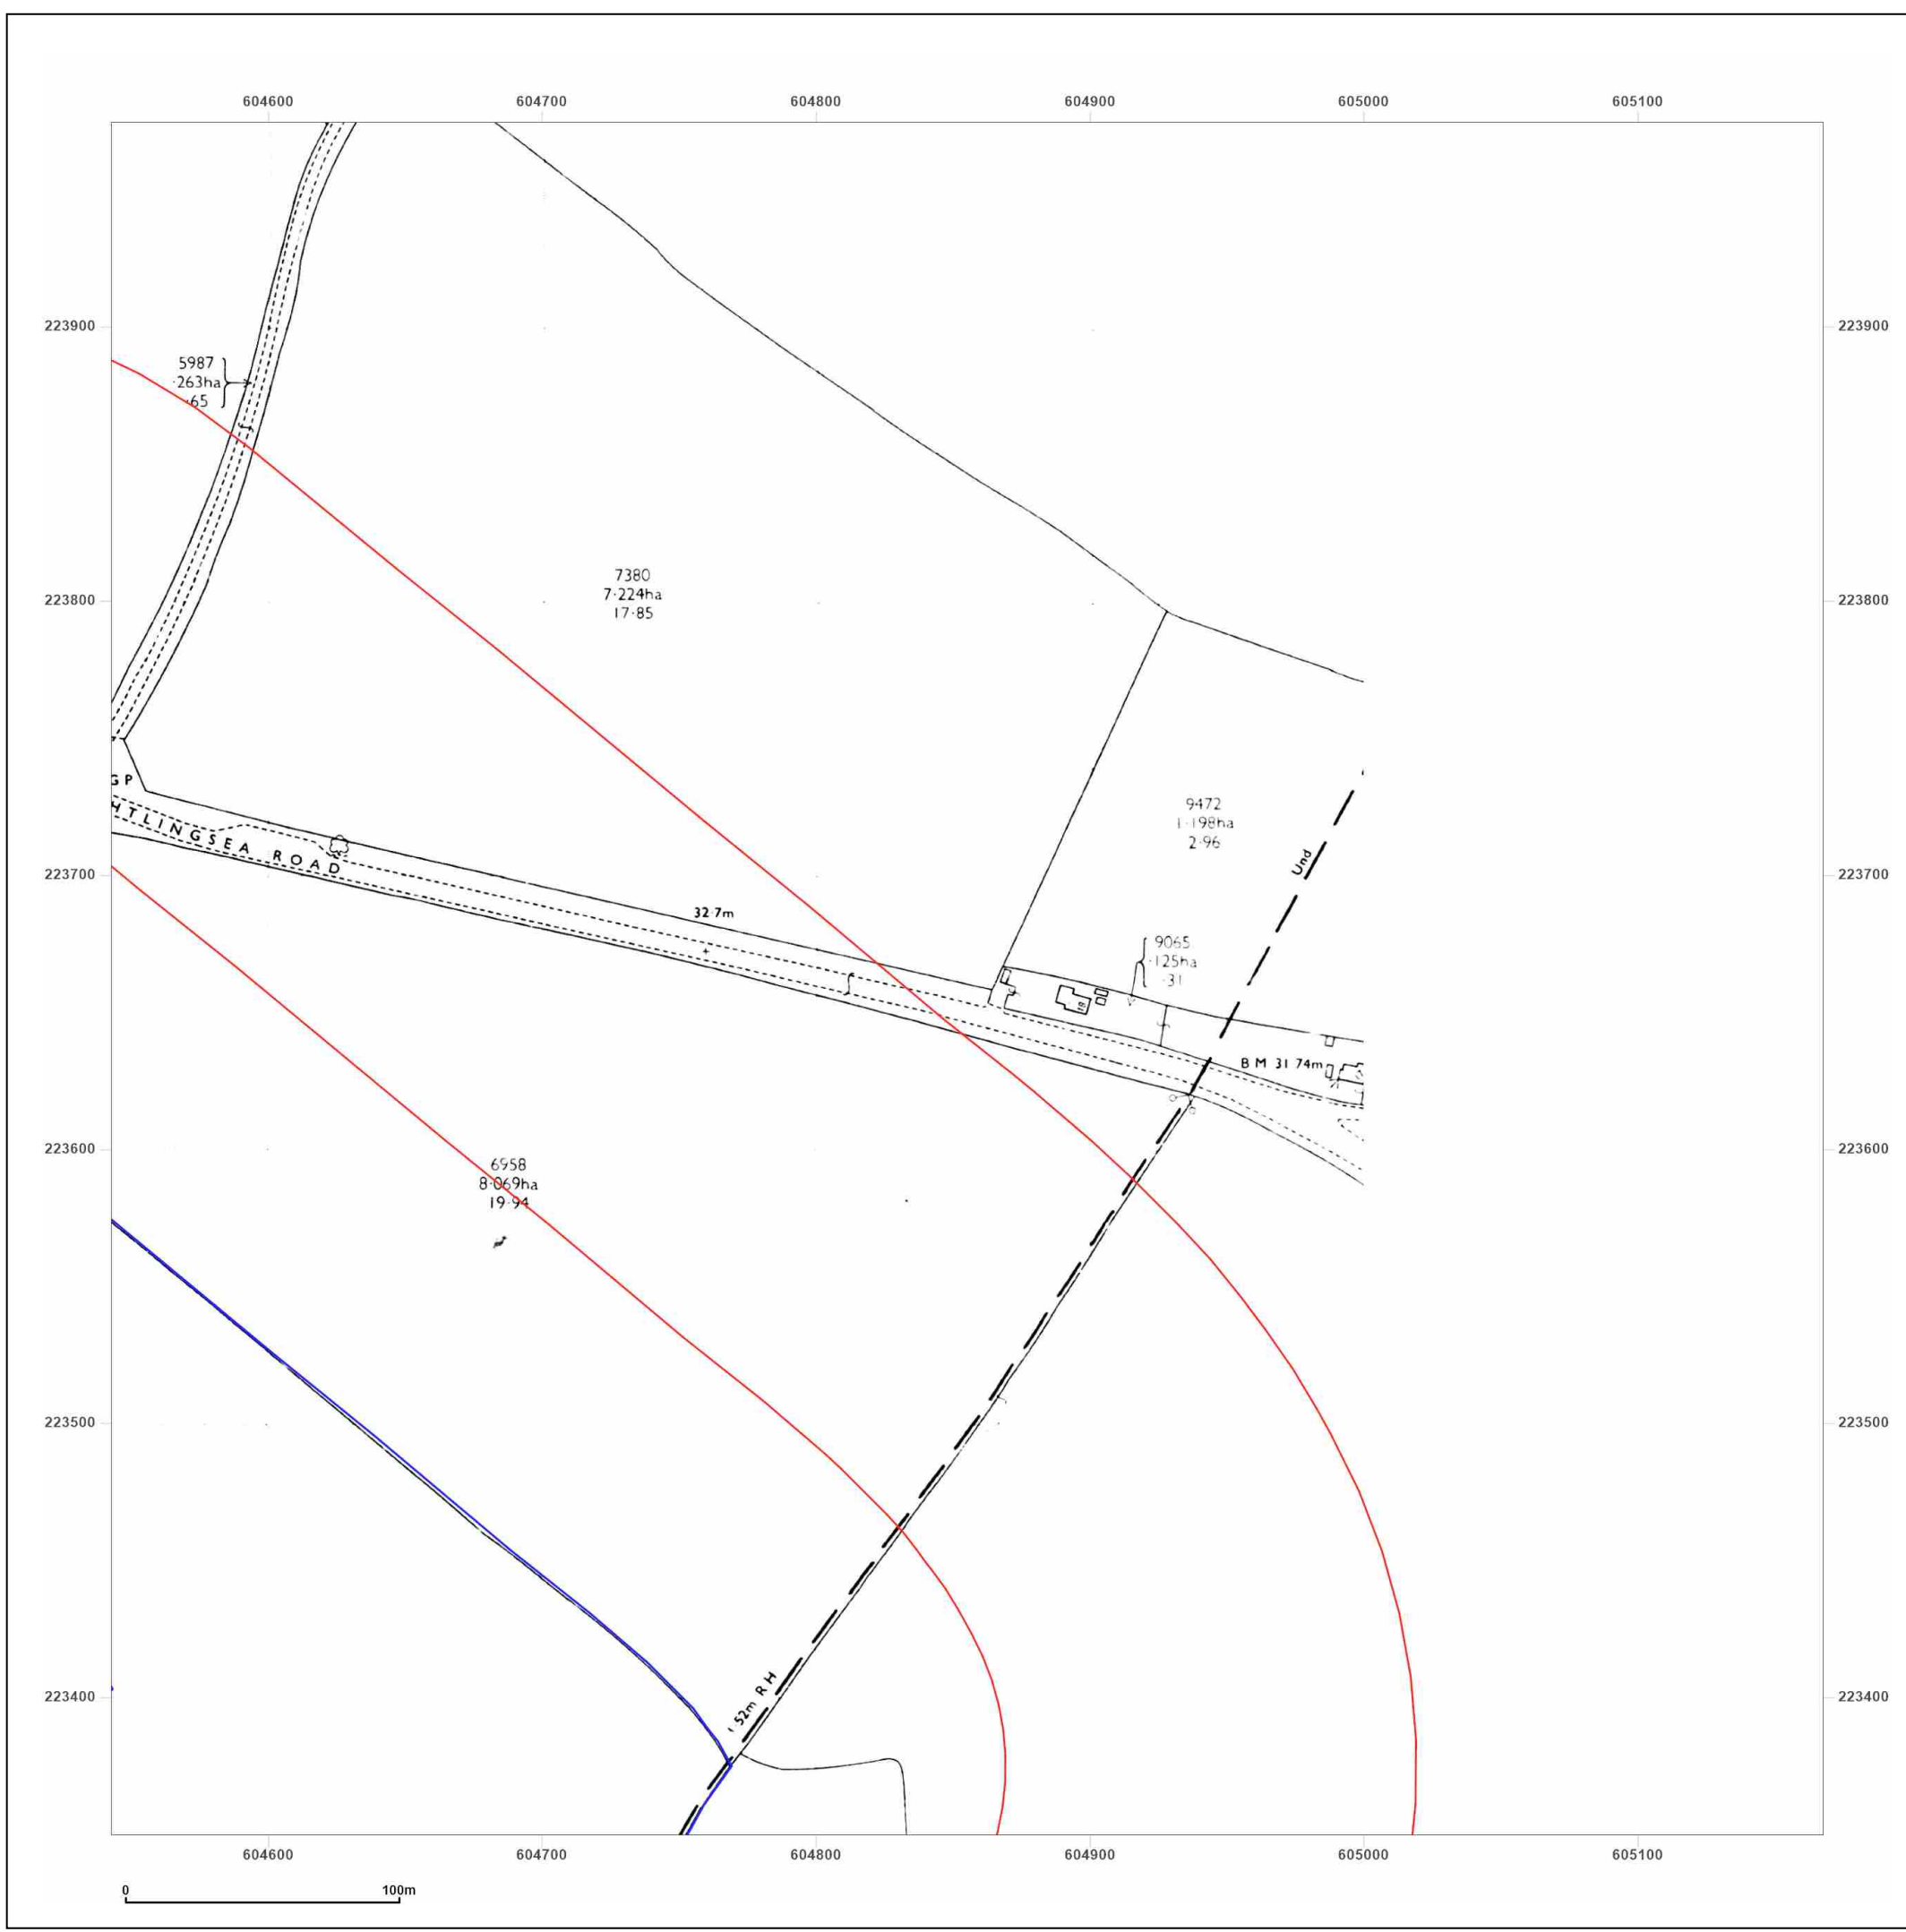 604600 604700 604800 604900 605000 605100
223900 223900
5987
·263ha
·65
7380
7·224ha
17·85
223800 223800
GP
HTLINGSEA ROAD
9472
1·198ha
2·96
Und
223700 223700
32·7m
9065
·125ha
·31
19
B M 31 74m
223600 223600
6958
8·069ha
19·94
223500 223500
1·52m R H
223400 223400
604600 604700 604800 604900 605000 605100
0 100m